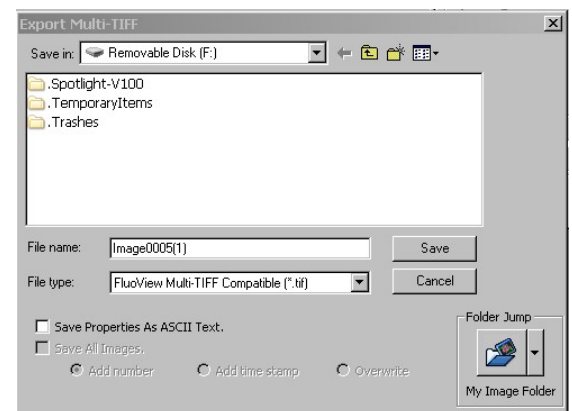 Export Multi-TIFF
Save in: Removable Disk (F:)
.Spotlight-V100
.TemporaryItems
.Trashes
File name: Image0005(1) Save
File type: FluoView Multi-TIFF Compatible (*.tif) Cancel
Save Properties As ASCII Text.
Save All Images.
Add number Add time stamp Overwrite
Folder Jump
My Image Folder